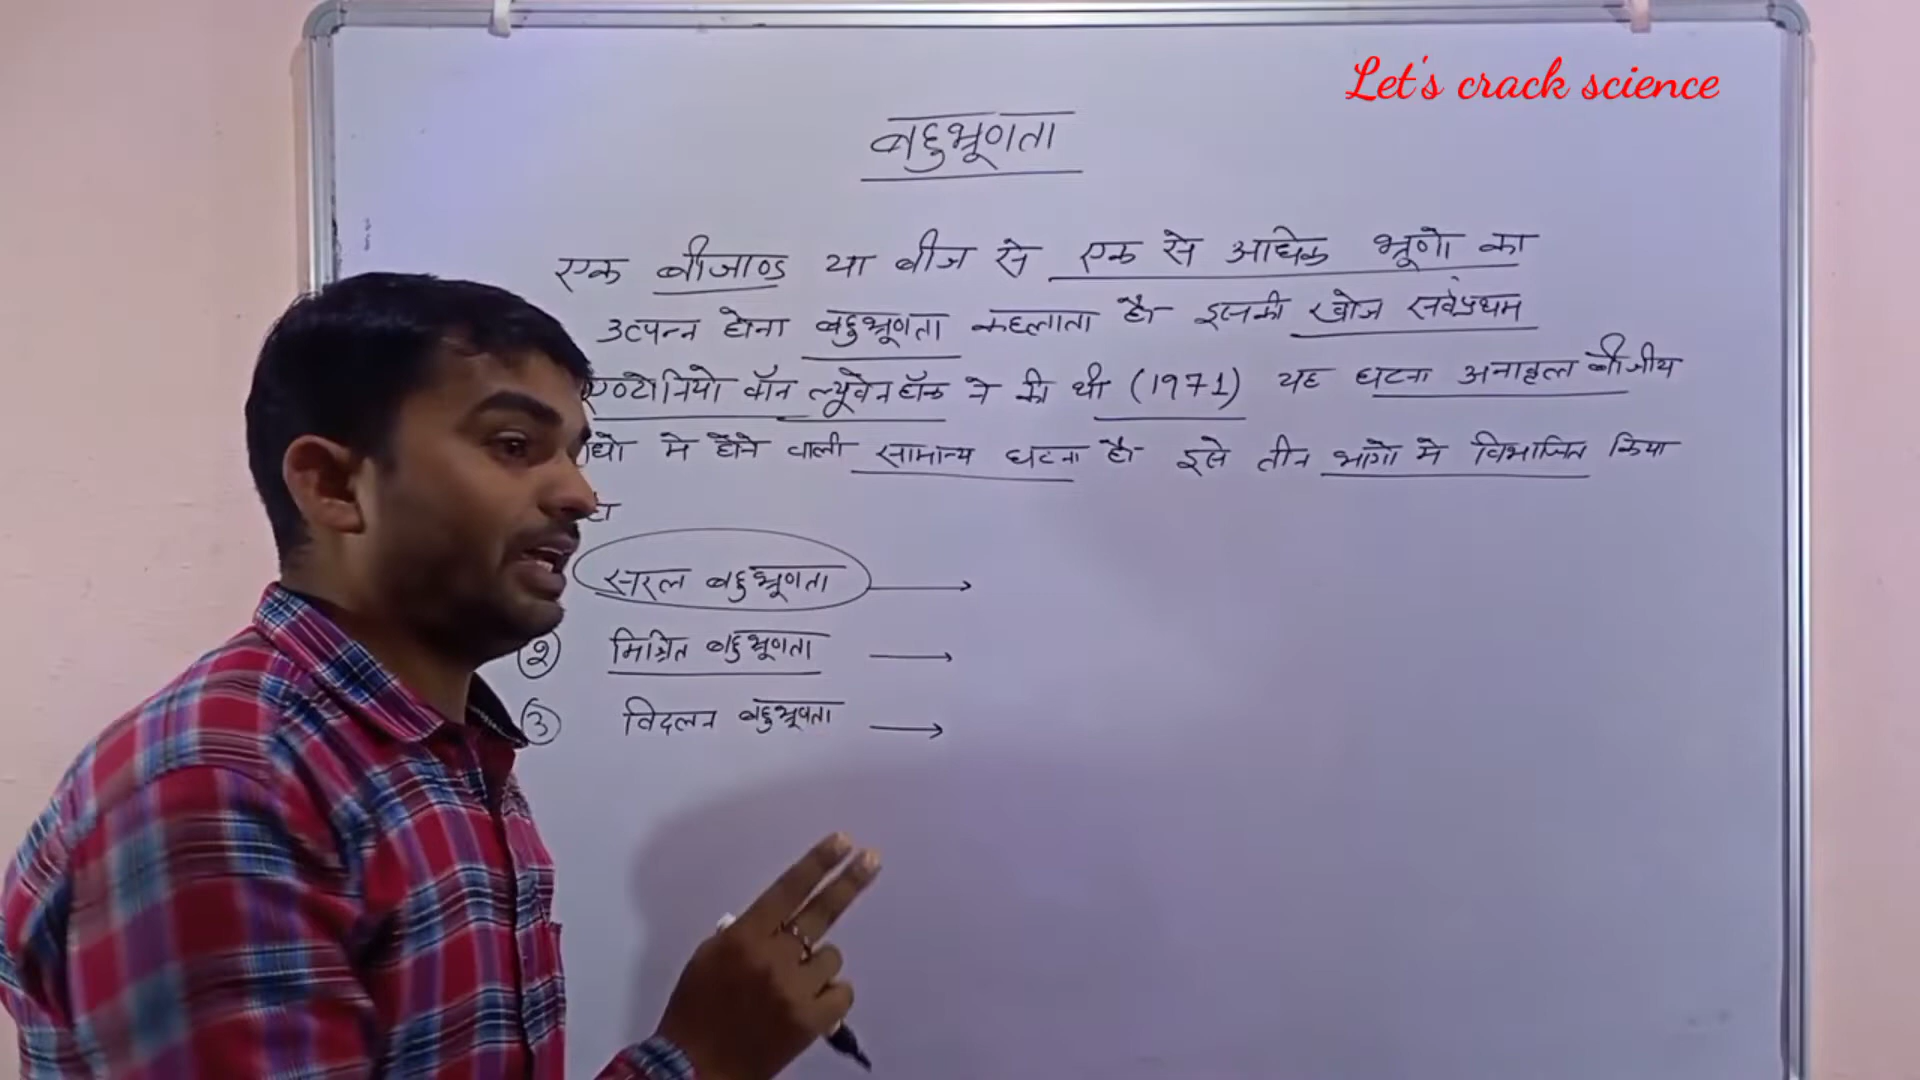 Let's crack science
बहुभ्रूणता
एक बीजाण्ड या बीज से एक से अधिक भ्रूणो का
उत्पन्न होना बहुभ्रूणता कहलाता है। इसकी खोज सर्वप्रथम
एण्टोनियो वॉन ल्यूवेनहॉक ने की थी (1971) यह घटना अनावृत्त बीजीय
में होने वाली सामान्य घटना है। इसे तीन भागो मे विभाजित किया
सरल बहुभ्रूणता →
② मिश्रित बहुभ्रूणता →
③ विदलन बहुभ्रूणता →